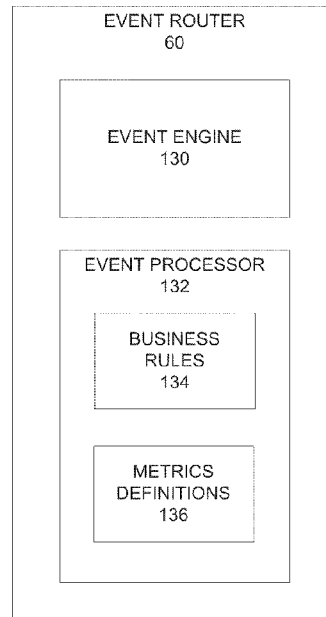 EVENT ROUTER
60
EVENT ENGINE
130
EVENT PROCESSOR
132
BUSINESS
RULES
134
METRICS
DEFINITIONS
136